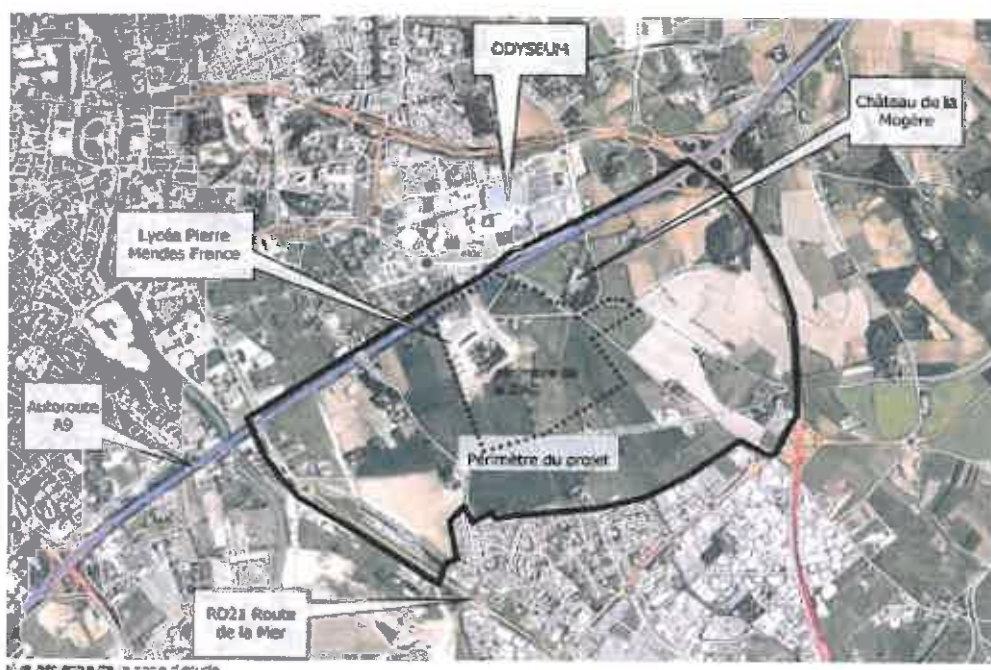 ODYSEUM
Château de la
Mogère
Lycée Pierre
Mendes France
Autoroute
A9
Périmètre du projet
RD21 Route
de la Mer